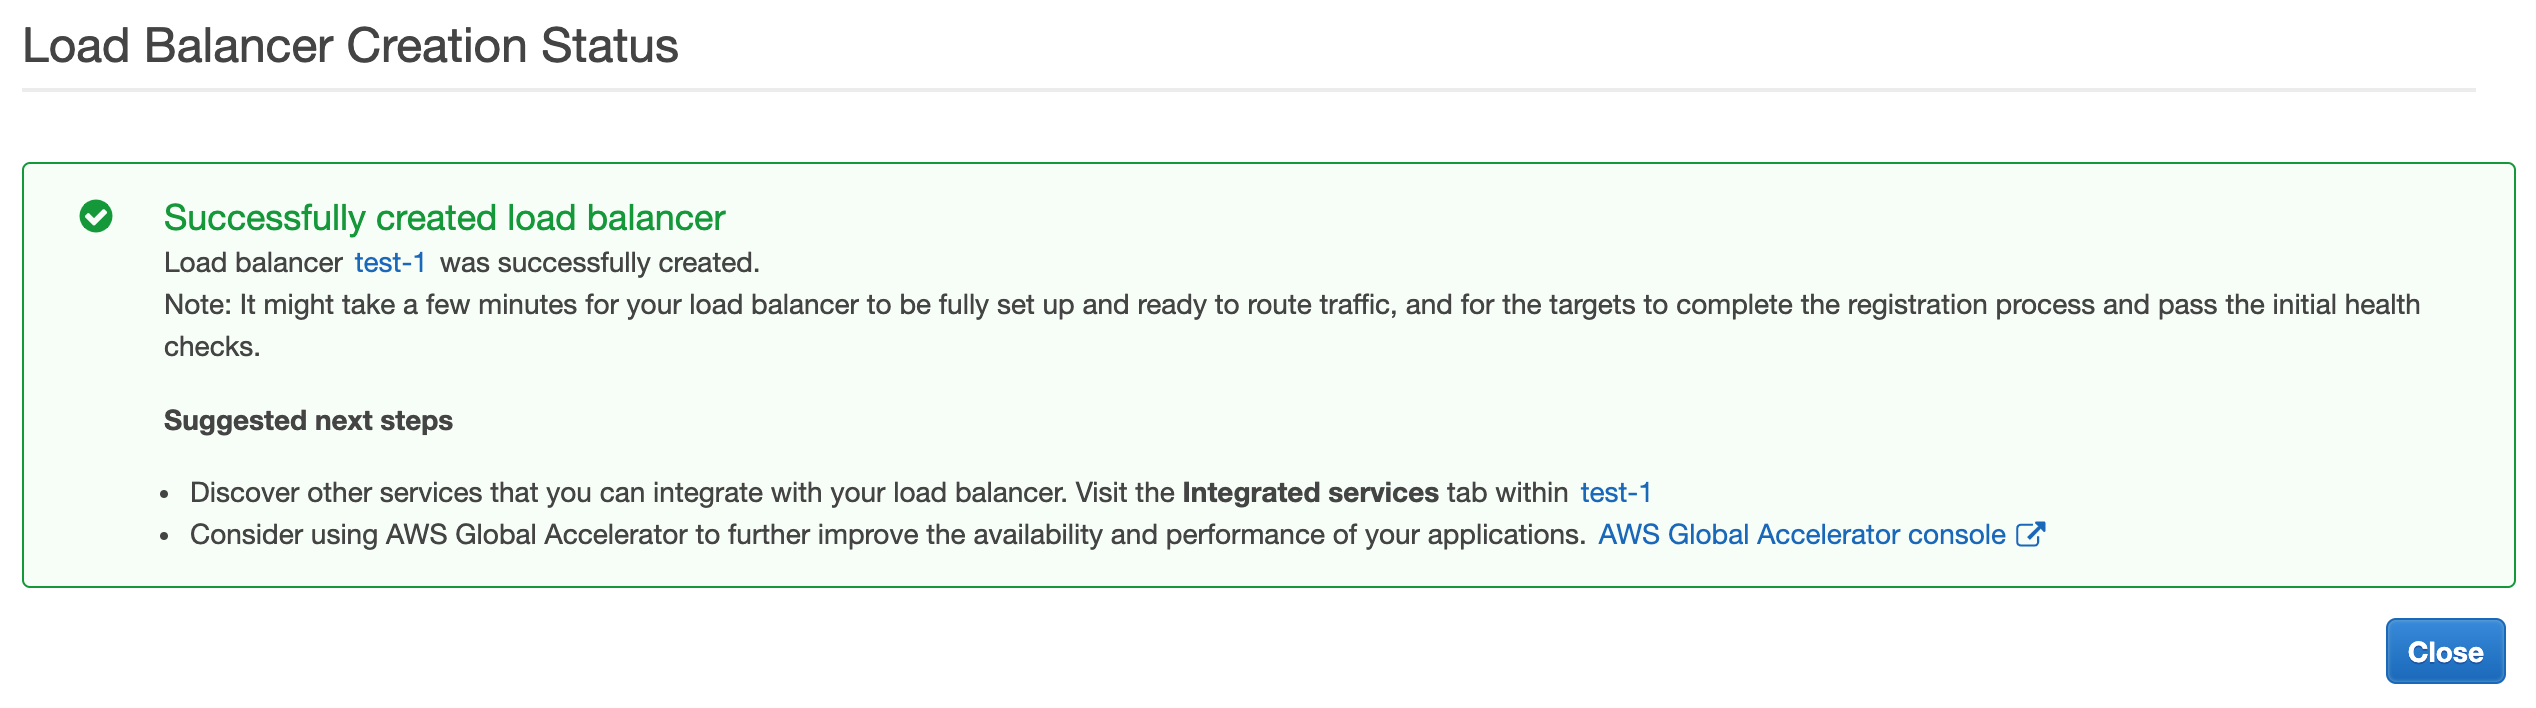 Load Balancer Creation Status
Successfully created load balancer
Load balancer test-1 was successfully created.
Note: It might take a few minutes for your load balancer to be fully set up and ready to route traffic, and for the targets to complete the registration process and pass the initial health
checks.
Suggested next steps
• Discover other services that you can integrate with your load balancer. Visit the Integrated services tab within test-1
• Consider using AWS Global Accelerator to further improve the availability and performance of your applications. AWS Global Accelerator console
Close